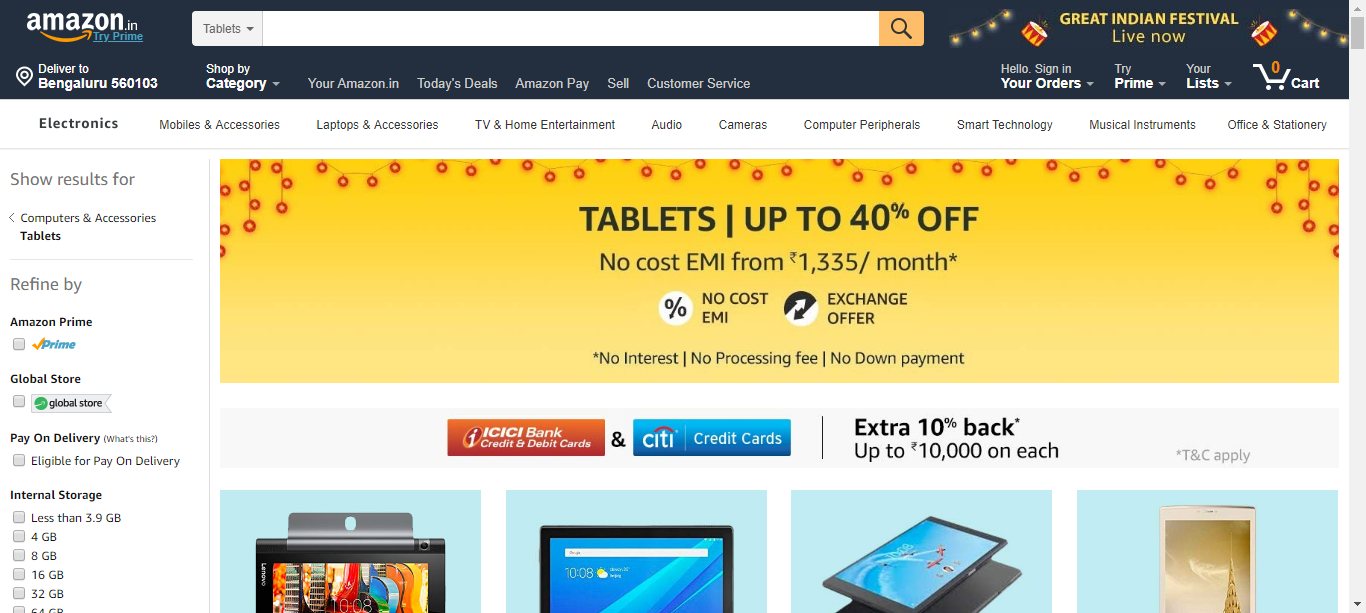 amazon.in
Try Prime
Tablets
GREAT INDIAN FESTIVAL
Live now
Deliver to
Bengaluru 560103
Shop by
Category
Your Amazon.in
Today's Deals
Amazon Pay
Sell
Customer Service
Hello. Sign in
Your Orders
Try
Prime
Your
Lists
0
Cart
Electronics
Mobiles & Accessories
Laptops & Accessories
TV & Home Entertainment
Audio
Cameras
Computer Peripherals
Smart Technology
Musical Instruments
Office & Stationery
Show results for
Computers & Accessories
Tablets
Refine by
Amazon Prime
Prime
Global Store
global store
Pay On Delivery (What's this?)
Eligible for Pay On Delivery
Internal Storage
Less than 3.9 GB
4 GB
8 GB
16 GB
32 GB
64 GB
TABLETS | UP TO 40% OFF
No cost EMI from ₹1,335/ month*
%
NO COST
EMI
EXCHANGE
OFFER
*No Interest | No Processing fee | No Down payment
ICICI Bank
Credit & Debit Cards
&
citi
Credit Cards
Extra 10% back*
Up to ₹10,000 on each
*T&C apply
Lenovo
10:08
10:08